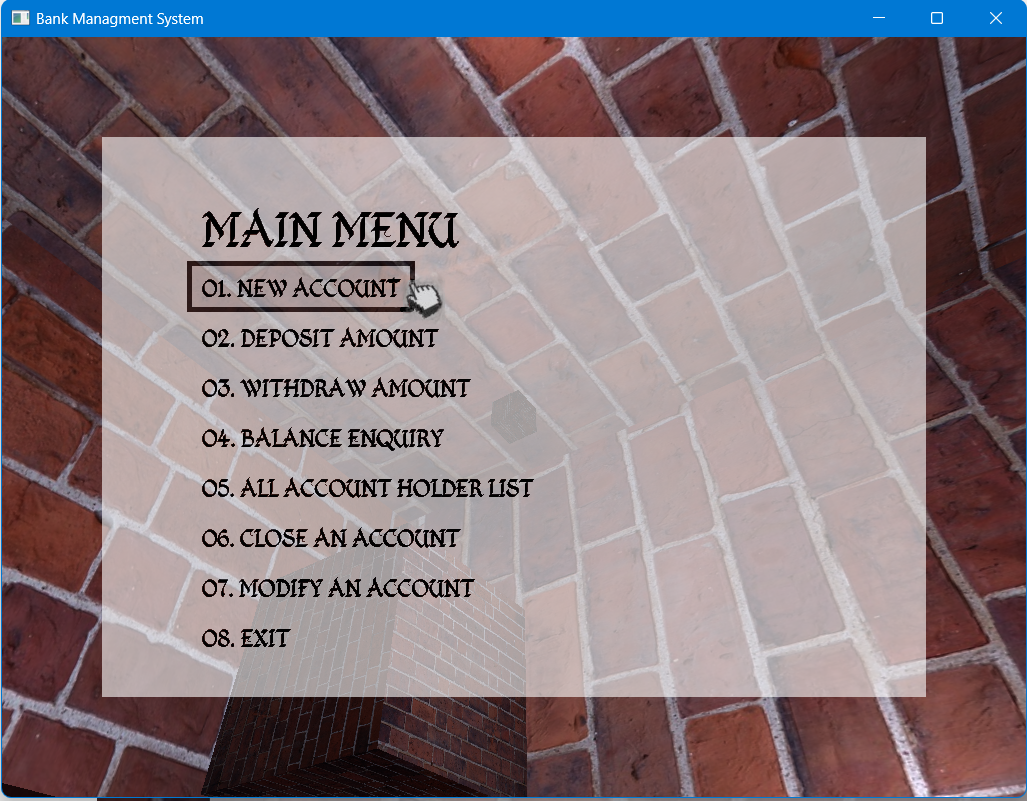 Bank Managment System
MAIN MENU
01. NEW ACCOUNT
02. DEPOSIT AMOUNT
03. WITHDRAW AMOUNT
04. BALANCE ENQUIRY
05. ALL ACCOUNT HOLDER LIST
06. CLOSE AN ACCOUNT
07. MODIFY AN ACCOUNT
08. EXIT